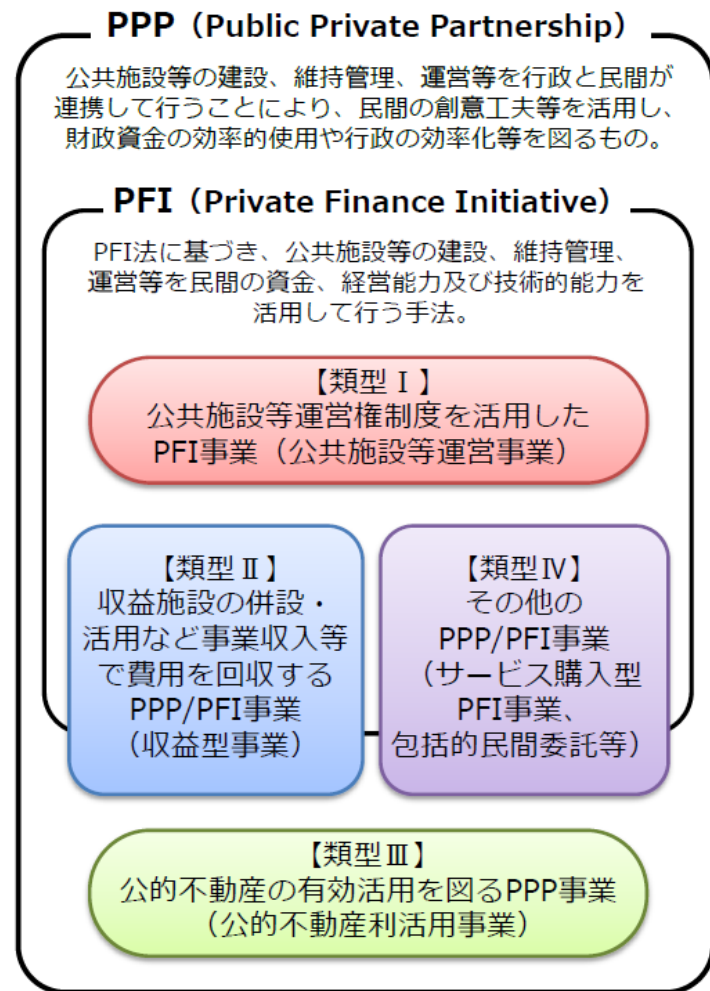 PPP（Public Private Partnership）
公共施設等の建設、維持管理、運営等を行政と民間が
連携して行うことにより、民間の創意工夫等を活用し、
財政資金の効率的使用や行政の効率化等を図るもの。
PFI（Private Finance Initiative）
PFI法に基づき、公共施設等の建設、維持管理、
運営等を民間の資金、経営能力及び技術的能力を
活用して行う手法。
【類型Ⅰ】
公共施設等運営権制度を活用した
PFI事業（公共施設等運営事業）
【類型Ⅱ】
収益施設の併設・
活用など事業収入等
で費用を回収する
PPP/PFI事業
（収益型事業）
【類型Ⅳ】
その他の
PPP/PFI事業
（サービス購入型
PFI事業、
包括的民間委託等）
【類型Ⅲ】
公的不動産の有効活用を図るPPP事業
（公的不動産利活用事業）